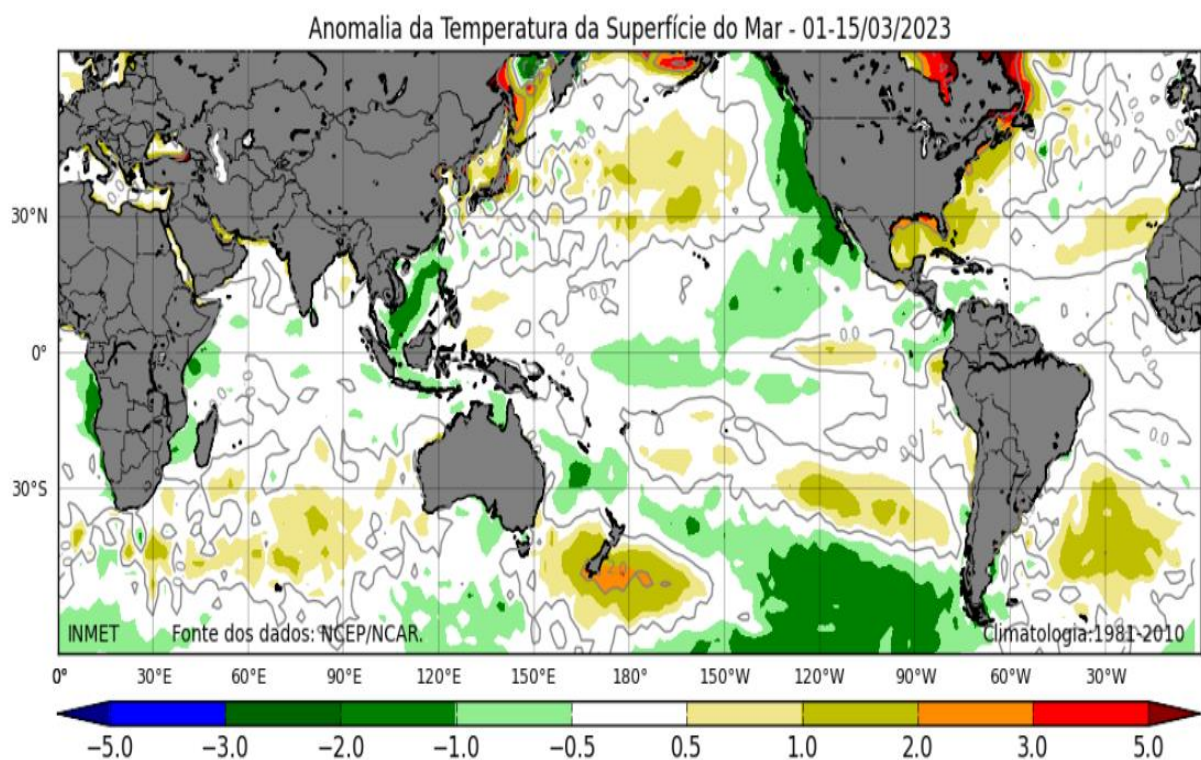 Anomalia da Temperatura da Superfície do Mar - 01-15/03/2023
30°N
0°
30°S
INMET Fonte dos dados: NCEP/NCAR. Climatologia:1981-2010
0° 30°E 60°E 90°E 120°E 150°E 180° 150°W 120°W 90°W 60°W 30°W
−5.0 −3.0 −2.0 −1.0 −0.5 0.5 1.0 2.0 3.0 5.0